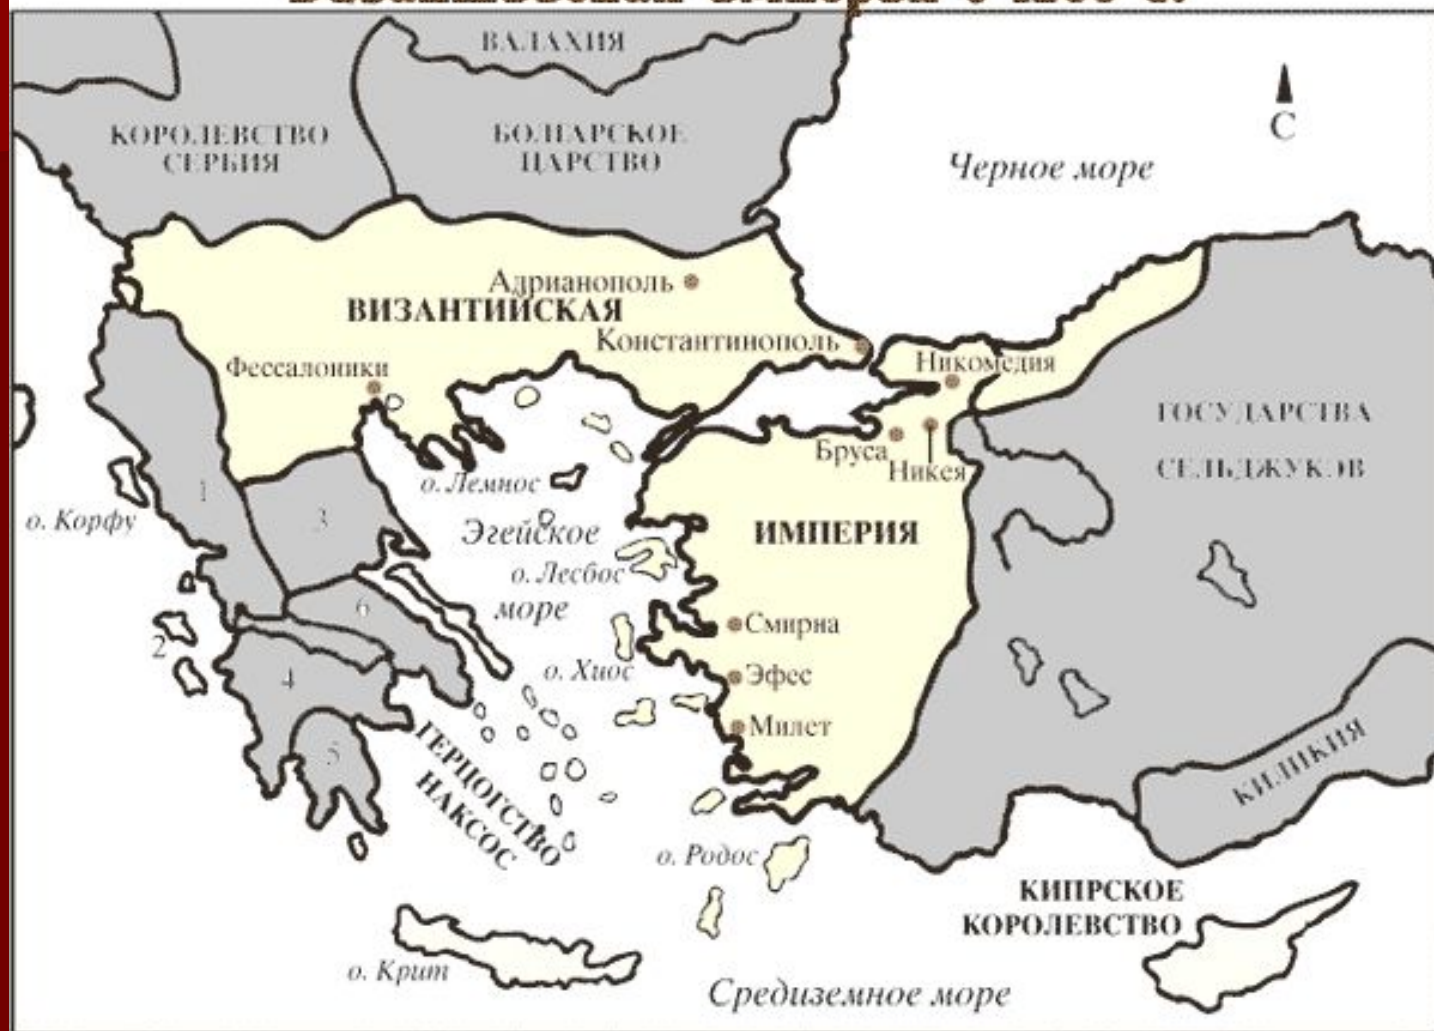 ВАЛАХИЯ
КОРОЛЕВСТВО
СЕРБИЯ
БОЛГАРСКОЕ
ЦАРСТВО
Черное море
С
Адрианополь
ВИЗАНТИЙСКАЯ
Константинополь
Фессалоники
Никомедия
ГОСУДАРСТВА
СЕЛЬДЖУКОВ
Бруса
Никея
о. Лемнос
о. Корфу
1
3
Эгейское
море
ИМПЕРИЯ
о. Лесбос
6
2
Смирна
о. Хиос
Эфес
4
Милет
5
ГЕРЦОГСТВО
НАКСОС
КИЛИКИЯ
о. Родос
КИПРСКОЕ
КОРОЛЕВСТВО
о. Крит
Средиземное море